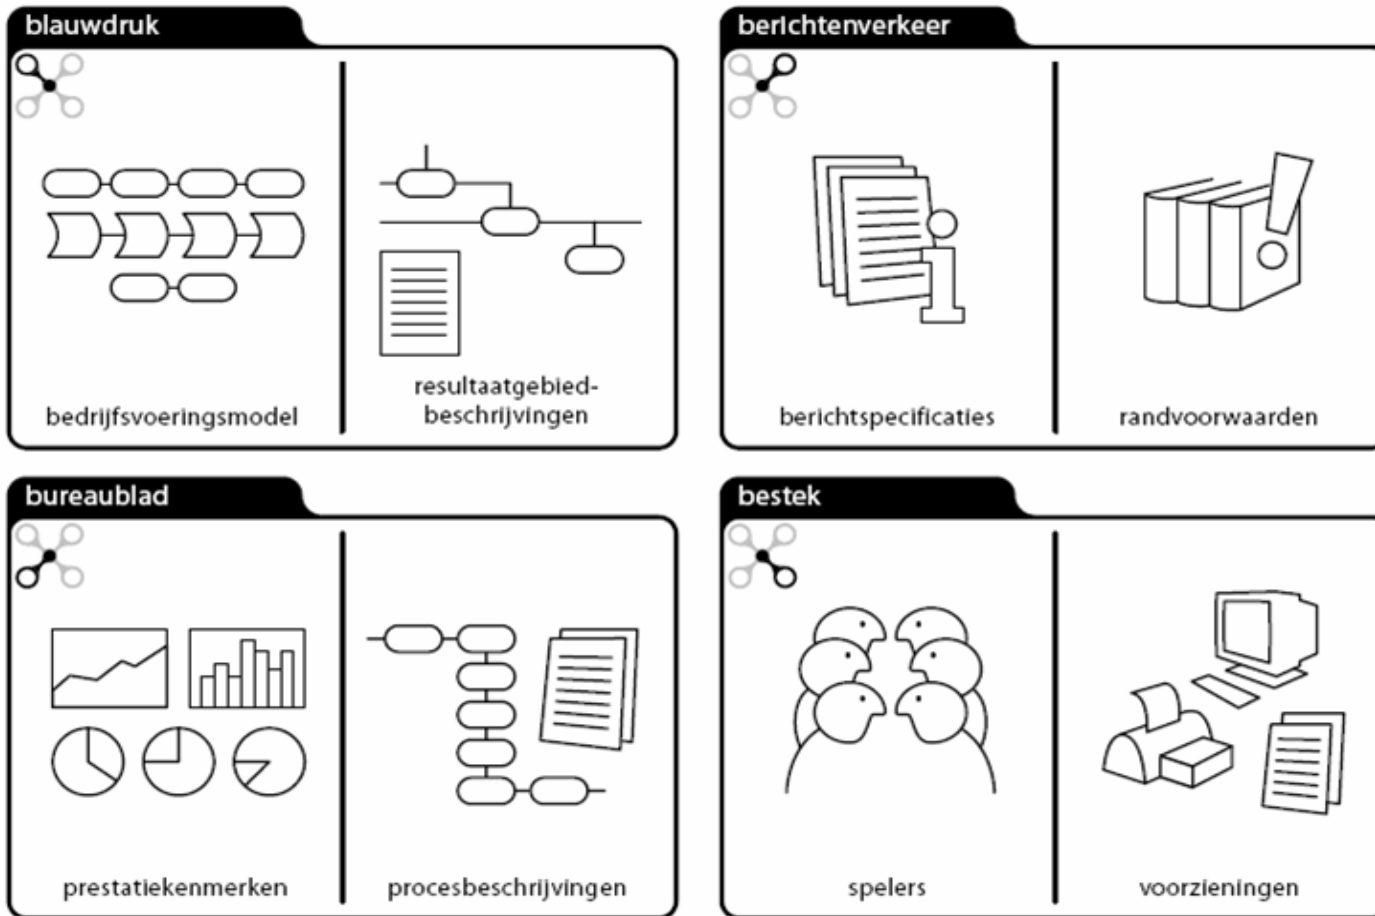 blauwdruk
bedrijfsvoeringsmodel
resultaatgebied-
beschrijvingen
berichtenverkeer
berichtspecificaties
randvoorwaarden
bureaublad
prestatiekenmerken
procesbeschrijvingen
bestek
spelers
voorzieningen